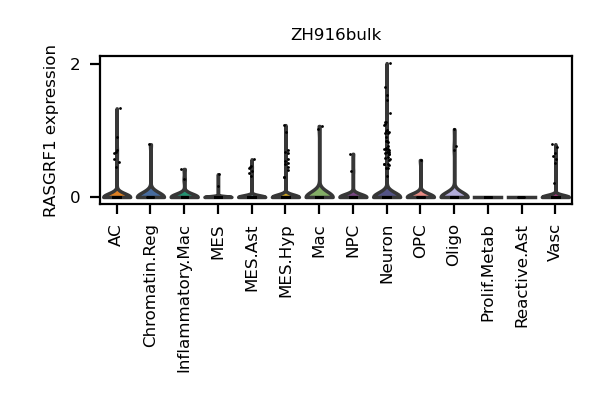 ZH916bulk
RASGRF1 expression
2
0
AC
Chromatin.Reg
Inflammatory.Mac
MES
MES.Ast
MES.Hyp
Mac
NPC
Neuron
OPC
Oligo
Prolif.Metab
Reactive.Ast
Vasc